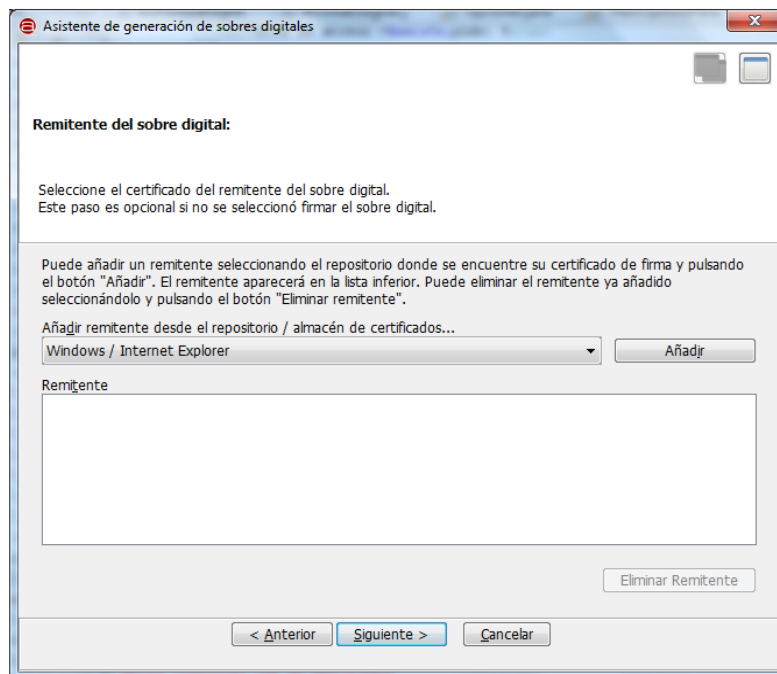 Asistente de generación de sobres digitales
Remitente del sobre digital:
Seleccione el certificado del remitente del sobre digital.
Este paso es opcional si no se seleccionó firmar el sobre digital.
Puede añadir un remitente seleccionando el repositorio donde se encuentre su certificado de firma y pulsando
el botón "Añadir". El remitente aparecerá en la lista inferior. Puede eliminar el remitente ya añadido
seleccionándolo y pulsando el botón "Eliminar remitente".
Añadir remitente desde el repositorio / almacén de certificados...
Windows / Internet Explorer
Añadir
Remitente
Eliminar Remitente
< Anterior
Siguiente >
Cancelar